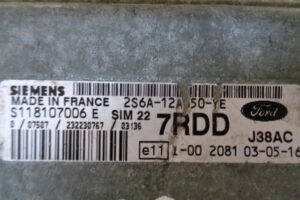 SIEMENS
MADE IN FRANCE 2S6A-12A650-YE
S118107006 E SIM 22 7RDD
Ford
0 / 07507 / 232230767 / 03136
J38AC
e11 1-00 2081 03-05-16